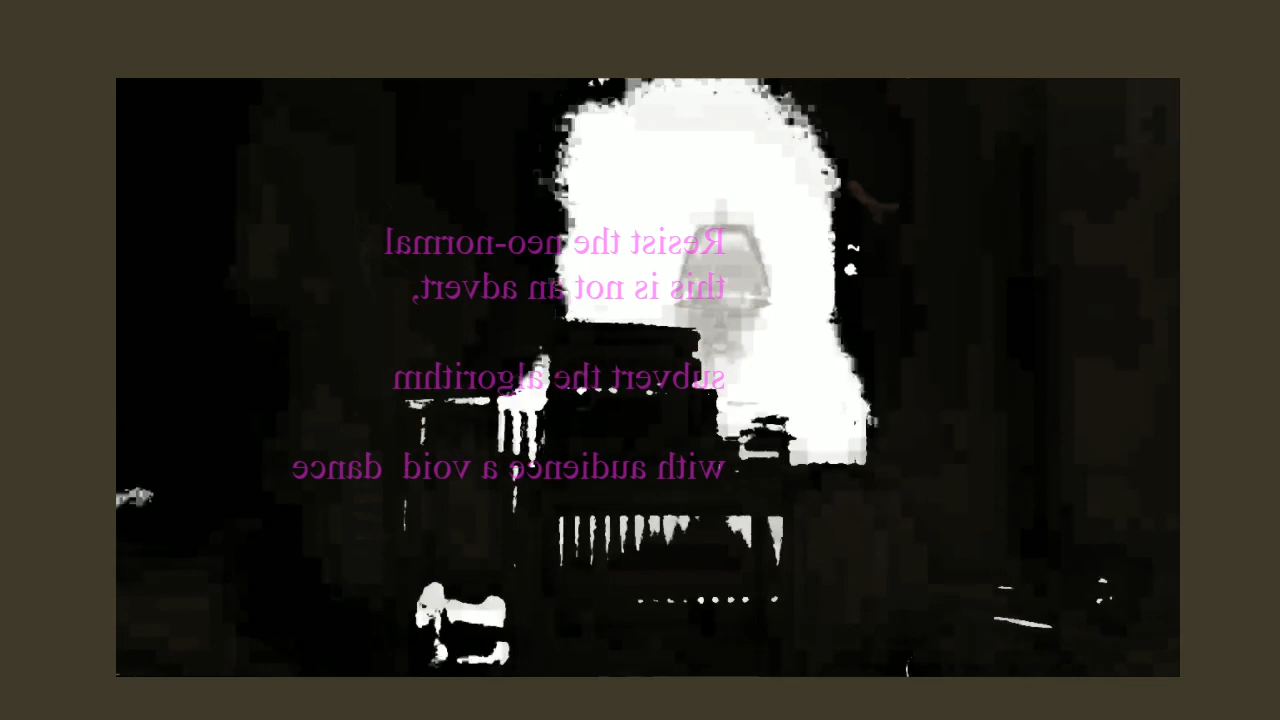 Resist the neo-normal
this is not an advert,
subvert the algorithm
with audience a void dance